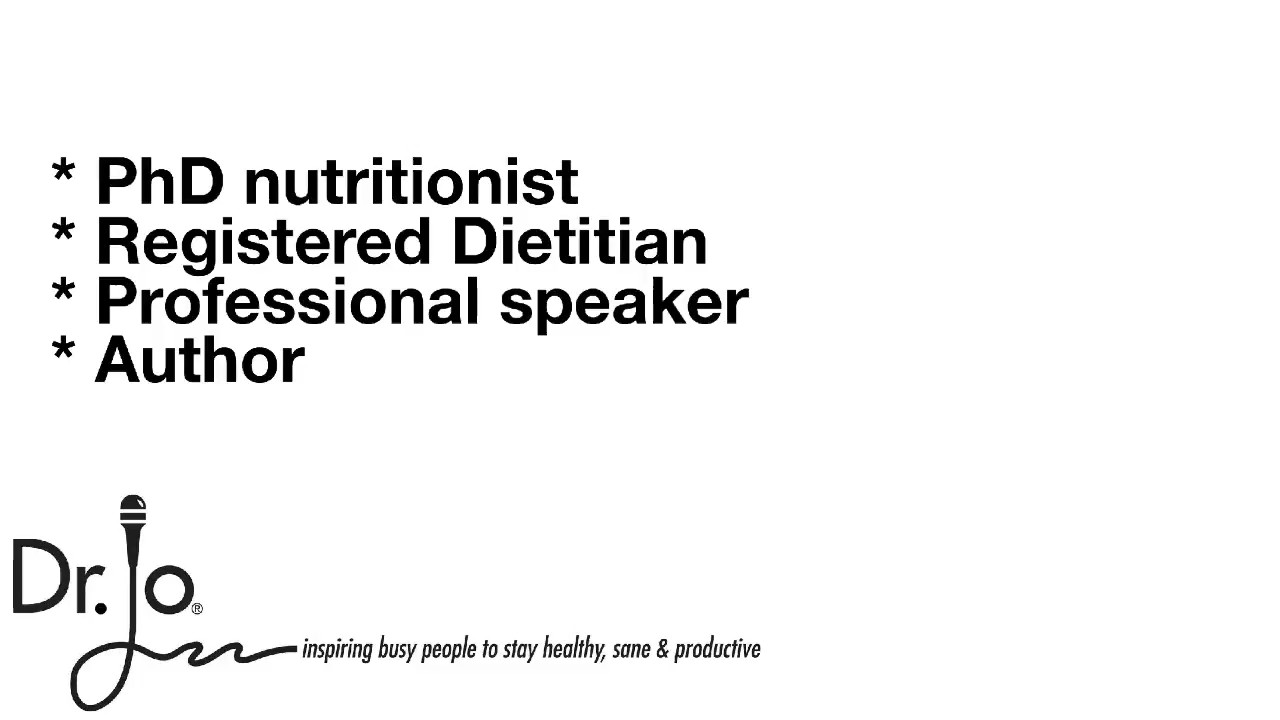 * PhD nutritionist
* Registered Dietitian
* Professional speaker
* Author
Dr. Jo®
inspiring busy people to stay healthy, sane & productive